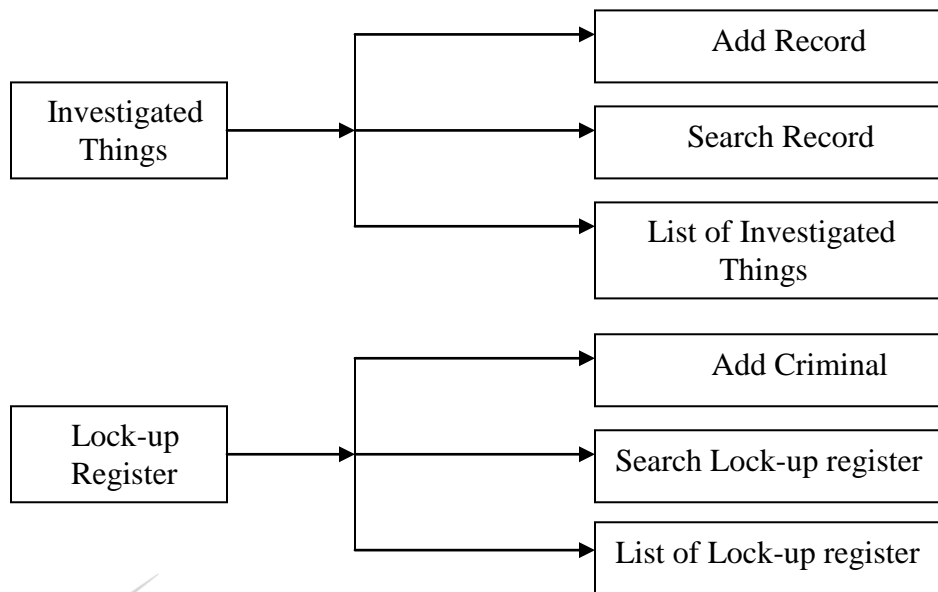 Investigated
Things
Add Record
Search Record
List of Investigated
Things
Lock-up
Register
Add Criminal
Search Lock-up register
List of Lock-up register